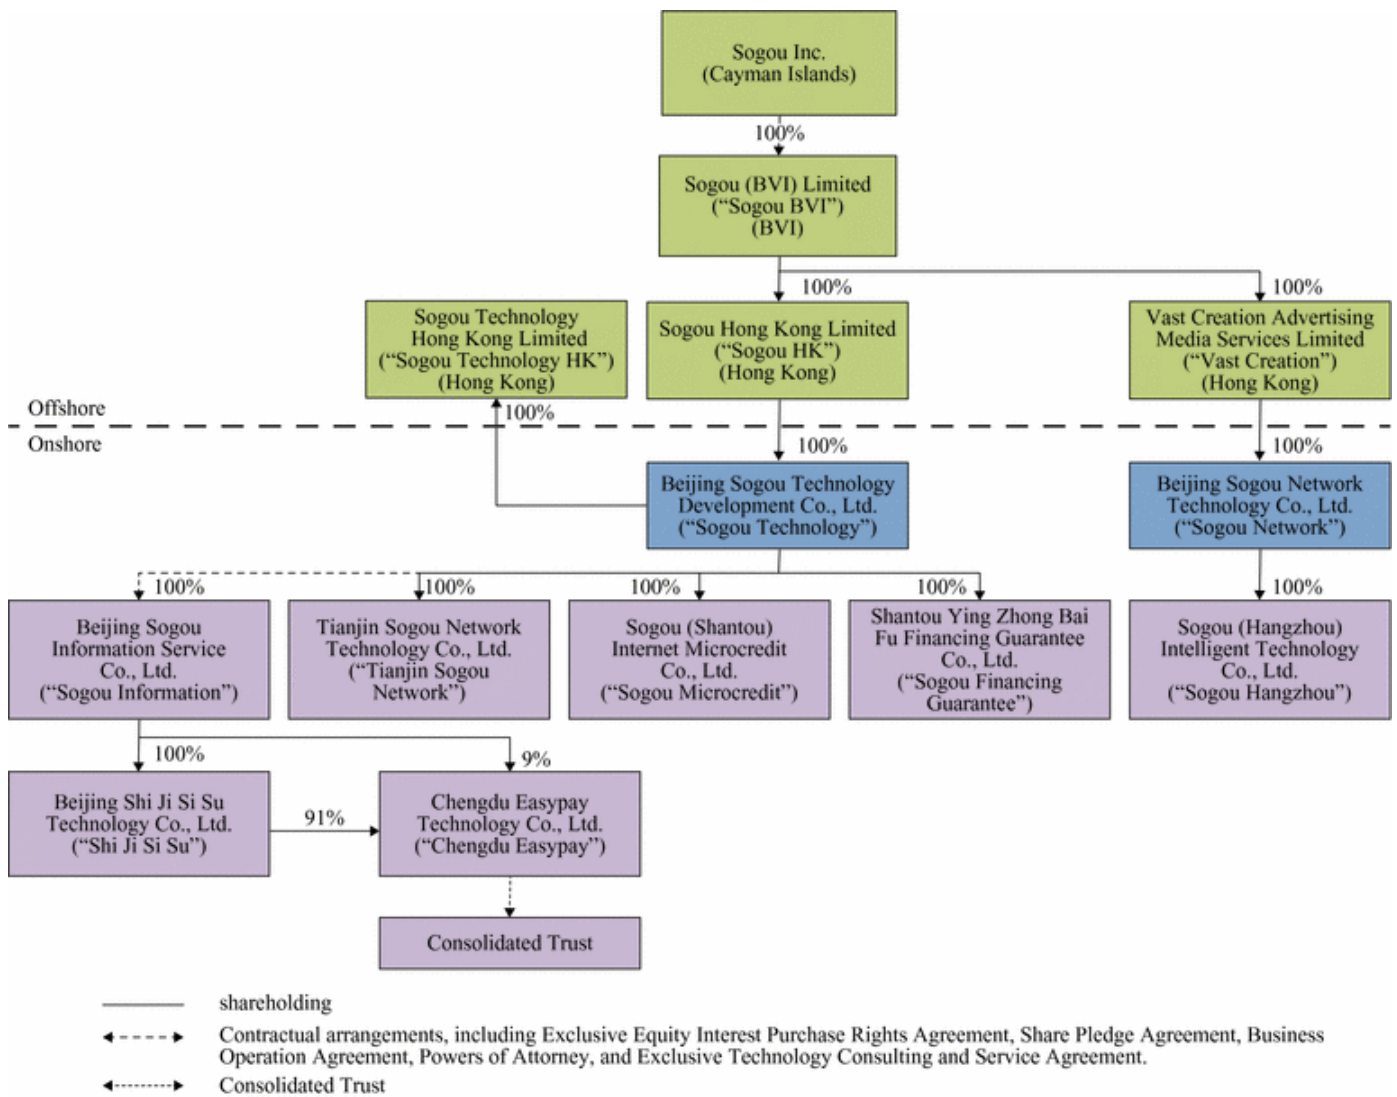 Sogou Inc.
(Cayman Islands)
100%
Sogou (BVI) Limited
(“Sogou BVI”)
(BVI)
100%
100%
Sogou Technology
Hong Kong Limited
(“Sogou Technology HK”)
(Hong Kong)
Sogou Hong Kong Limited
(“Sogou HK”)
(Hong Kong)
Vast Creation Advertising
Media Services Limited
(“Vast Creation”)
(Hong Kong)
Offshore
100%
Onshore
100%
100%
Beijing Sogou Technology
Development Co., Ltd.
(“Sogou Technology”)
Beijing Sogou Network
Technology Co., Ltd.
(“Sogou Network”)
100%
100%
100%
100%
100%
Beijing Sogou
Information Service
Co., Ltd.
(“Sogou Information”)
Tianjin Sogou Network
Technology Co., Ltd.
(“Tianjin Sogou
Network”)
Sogou (Shantou)
Internet Microcredit
Co., Ltd.
(“Sogou Microcredit”)
Shantou Ying Zhong Bai
Fu Financing Guarantee
Co., Ltd.
(“Sogou Financing
Guarantee”)
Sogou (Hangzhou)
Intelligent Technology
Co., Ltd.
(“Sogou Hangzhou”)
100%
9%
Beijing Shi Ji Si Su
Technology Co., Ltd.
(“Shi Ji Si Su”)
91%
Chengdu Easypay
Technology Co., Ltd.
(“Chengdu Easypay”)
Consolidated Trust
shareholding
Contractual arrangements, including Exclusive Equity Interest Purchase Rights Agreement, Share Pledge Agreement, Business
Operation Agreement, Powers of Attorney, and Exclusive Technology Consulting and Service Agreement.
Consolidated Trust